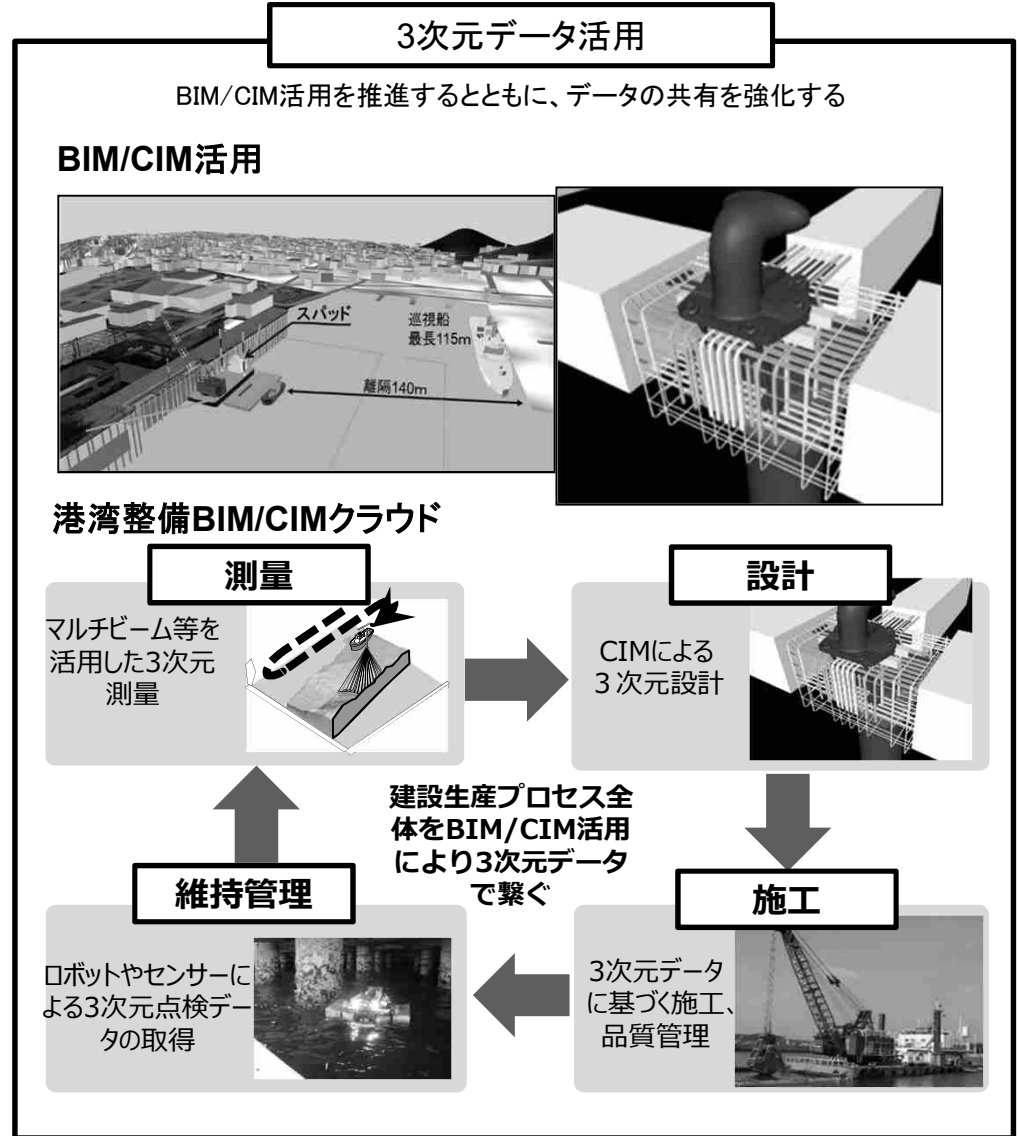 3次元データ活用
BIM/CIM活用を推進するとともに、データの共有を強化する
BIM/CIM活用
スパッド
巡視船
最長115m
離隔140m
港湾整備BIM/CIMクラウド
測量
マルチビーム等を
活用した3次元
測量
設計
CIMによる
３次元設計
建設生産プロセス全
体をBIM/CIM活用
により3次元データ
で繋ぐ
維持管理
ロボットやセンサーに
よる3次元点検デー
タの取得
施工
3次元データ
に基づく施工、
品質管理